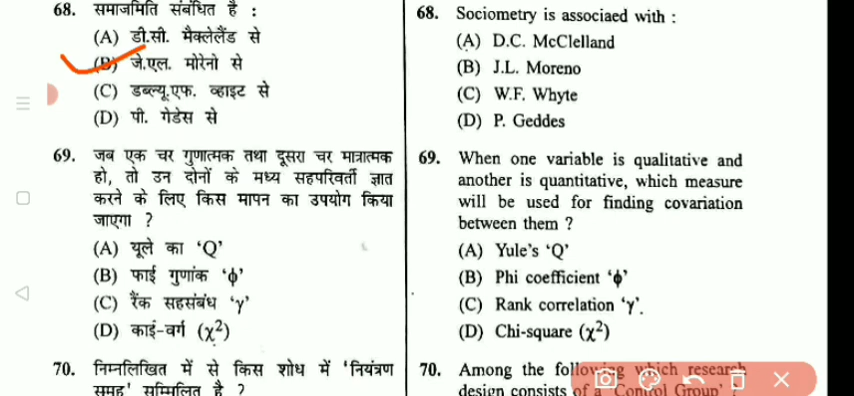 68. समाजमिति संबंधित है :
(A) डी.सी. मैक्लेलैंड से
(B) जे.एल. मोरेनो से
(C) डब्ल्यू.एफ. व्हाइट से
(D) पी. गेडेस से
69. जब एक चर गुणात्मक तथा दूसरा चर मात्रात्मक
हो, तो उन दोनों के मध्य सहपरिवर्ती ज्ञात
करने के लिए किस मापन का उपयोग किया
जाएगा ?
(A) यूले का ‘Q’
(B) फाई गुणांक ‘ϕ’
(C) रैंक सहसंबंध ‘γ’
(D) काई-वर्ग (χ²)
70. निम्नलिखित में से किस शोध में 'नियंत्रण
समूह' सम्मिलित है ?
68. Sociometry is associaed with :
(A) D.C. McClelland
(B) J.L. Moreno
(C) W.F. Whyte
(D) P. Geddes
69. When one variable is qualitative and
another is quantitative, which measure
will be used for finding covariation
between them ?
(A) Yule’s ‘Q’
(B) Phi coefficient ‘ϕ’
(C) Rank correlation ‘γ’.
(D) Chi-square (χ²)
70. Among the following which research
design consists of a ‘Control Group’ ?